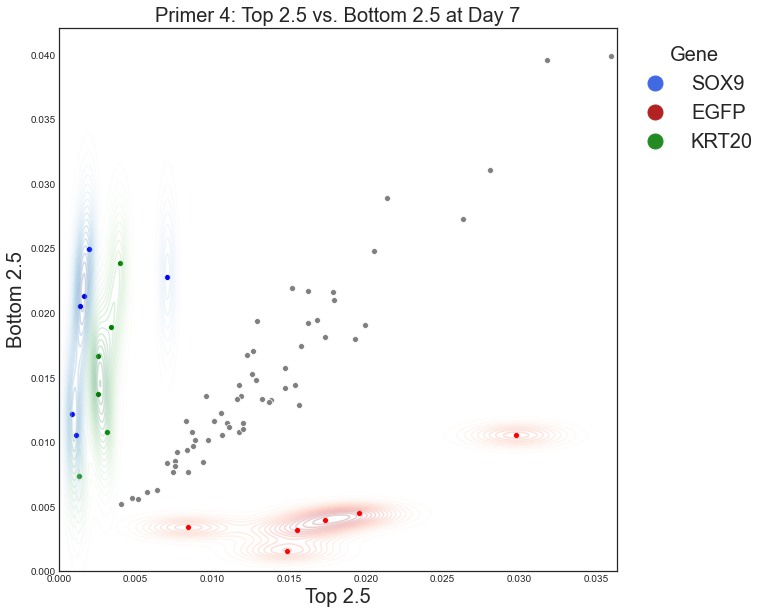 Primer 4: Top 2.5 vs. Bottom 2.5 at Day 7
Gene
SOX9
EGFP
KRT20
Bottom 2.5
0.040
0.035
0.030
0.025
0.020
0.015
0.010
0.005
0.000
0.000 0.005 0.010 0.015 0.020 0.025 0.030 0.035
Top 2.5